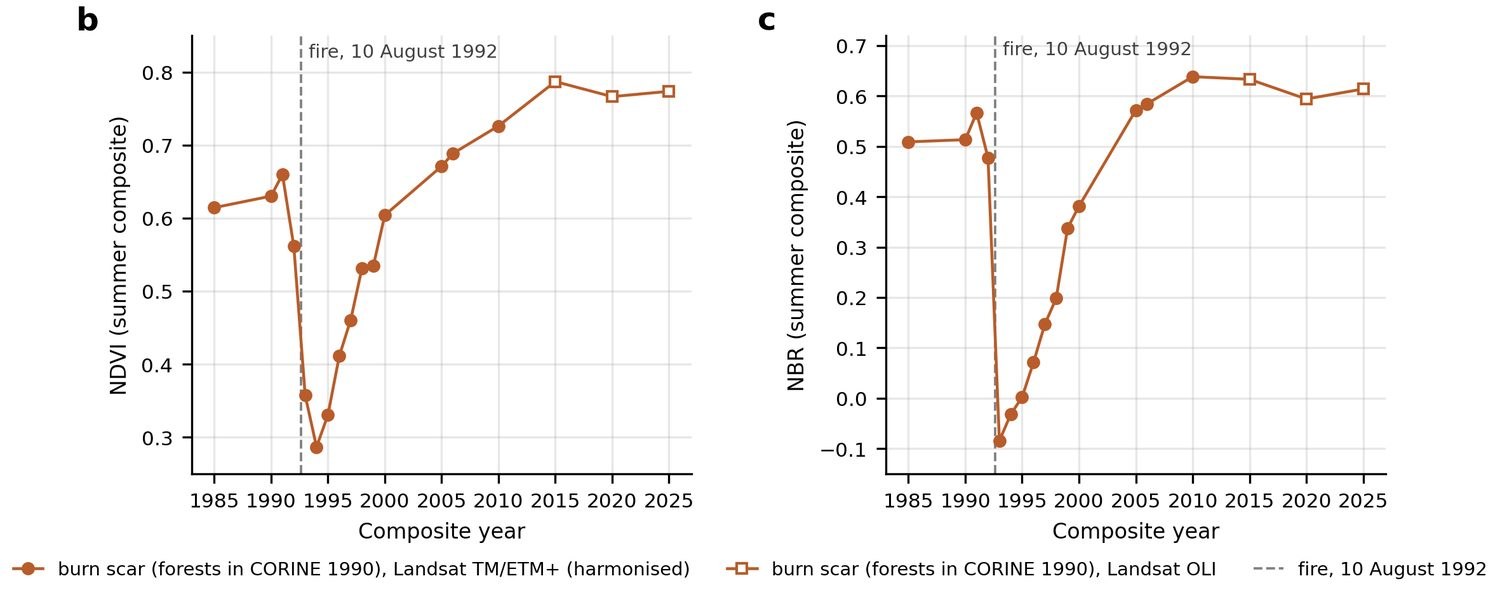 b
fire, 10 August 1992
NDVI (summer composite)
0.8
0.7
0.6
0.5
0.4
0.3
1985 1990 1995 2000 2005 2010 2015 2020 2025
Composite year
c
fire, 10 August 1992
NBR (summer composite)
0.7
0.6
0.5
0.4
0.3
0.2
0.1
0.0
−0.1
1985 1990 1995 2000 2005 2010 2015 2020 2025
Composite year
burn scar (forests in CORINE 1990), Landsat TM/ETM+ (harmonised)
burn scar (forests in CORINE 1990), Landsat OLI
fire, 10 August 1992